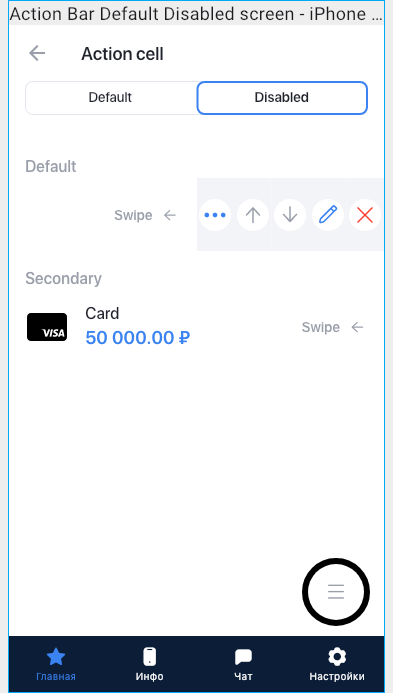 Action Bar Default Disabled screen - iPhone ...
Action cell
Default Disabled
Default
Swipe
Secondary
Card
VISA
50 000.00 ₽
Swipe
Главная Инфо Чат Настройки